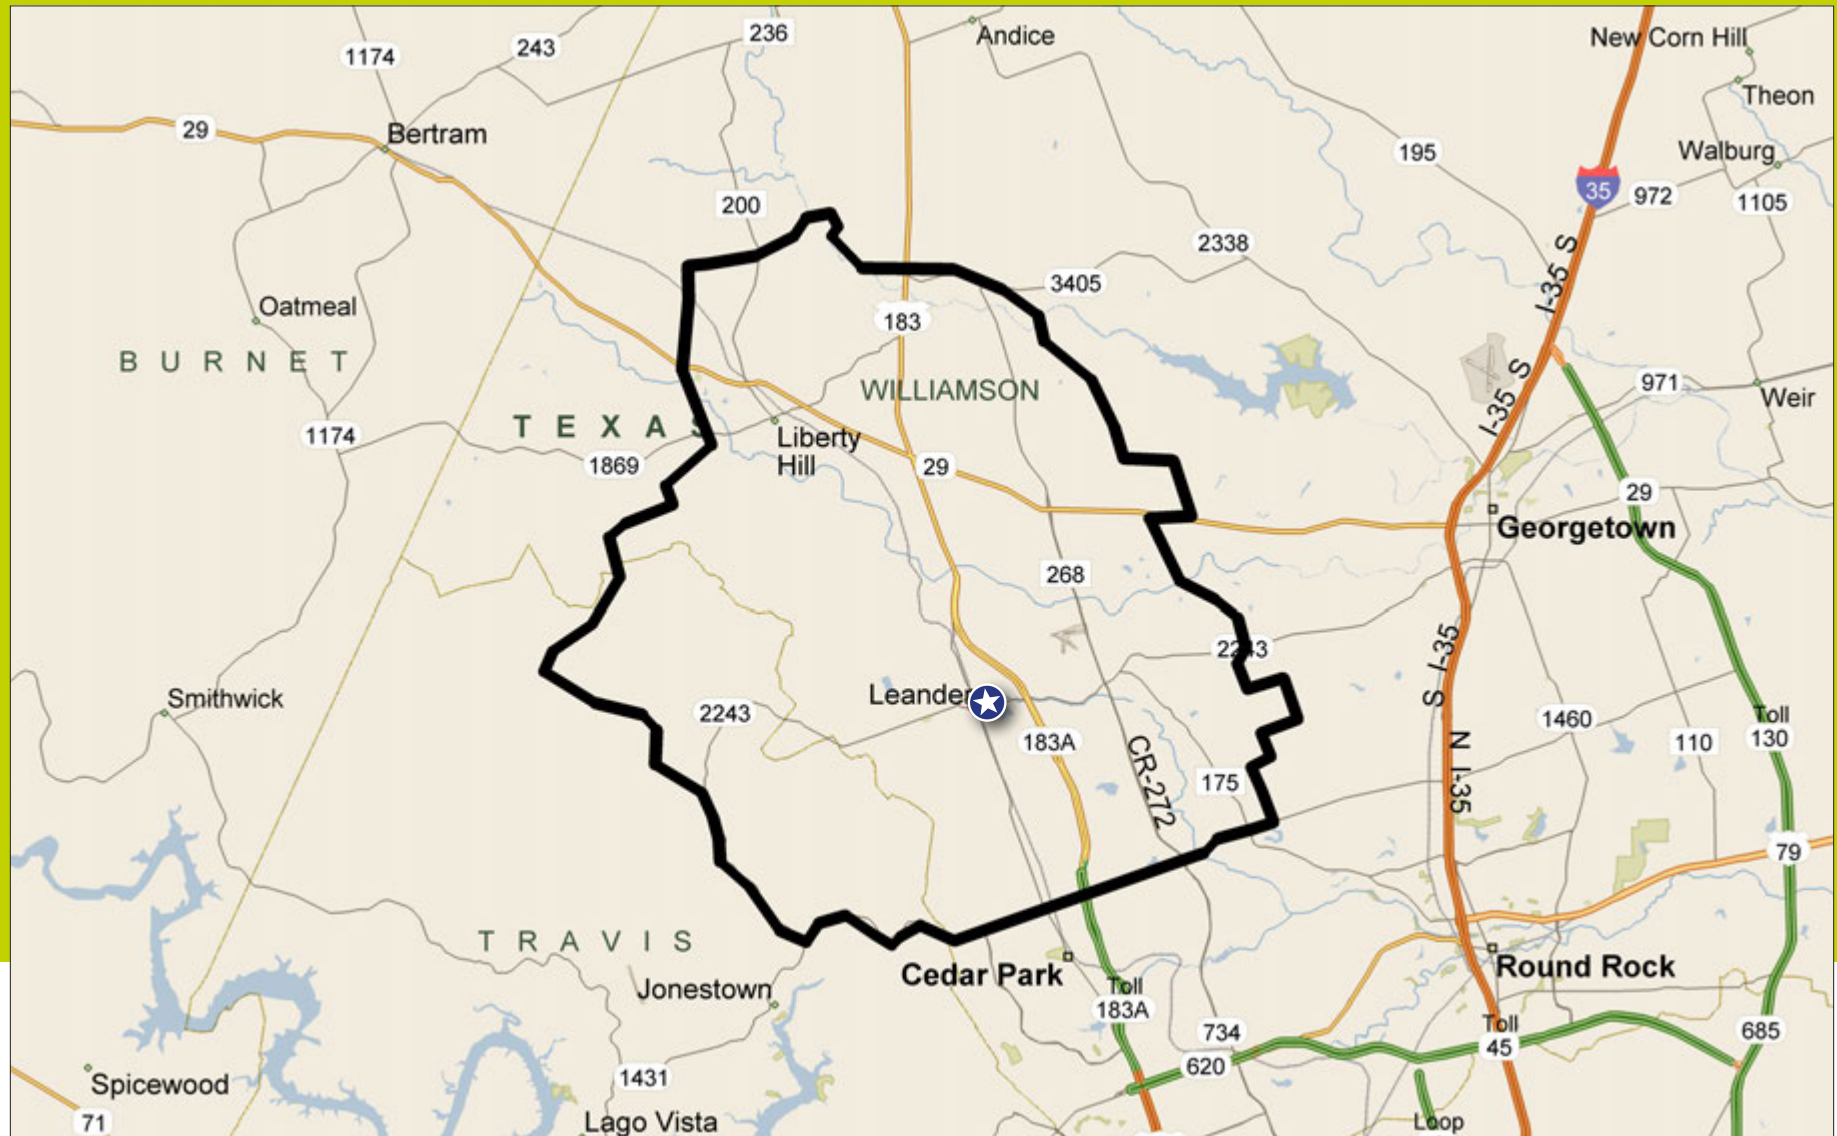 236
Andice
New Corn Hill
1174
243
Theon
29
Bertram
195
Walburg
35
972
1105
200
2338
I-35 S
3405
Oatmeal
183
BURNET
WILLIAMSON
I-35 S
971
Weir
TEXAS
1174
1869
Liberty
Hill
29
29
Georgetown
268
2243
S I-35
Smithwick
Leander
2243
183A
1460
110
Toll
130
CR-272
175
N I-35
79
TRAVIS
Jonestown
Cedar Park
Round Rock
Toll
183A
734
Toll
45
685
620
1431
Spicewood
71
Lago Vista
Loop